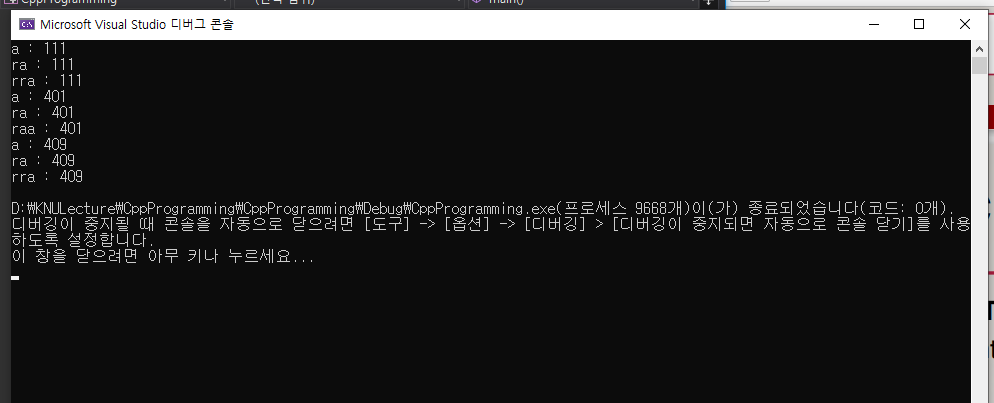 CppProgramming
main()
Microsoft Visual Studio 디버그 콘솔
a : 111
ra : 111
rra : 111
a : 401
ra : 401
raa : 401
a : 409
ra : 409
rra : 409
D:₩KNULecture₩CppProgramming₩CppProgramming₩Debug₩CppProgramming.exe(프로세스 9668개)이(가) 종료되었습니다(코드: 0개).
디버깅이 중지될 때 콘솔을 자동으로 닫으려면 [도구] -> [옵션] -> [디버깅] > [디버깅이 중지되면 자동으로 콘솔 닫기]를 사용
하도록 설정합니다.
이 창을 닫으려면 아무 키나 누르세요...